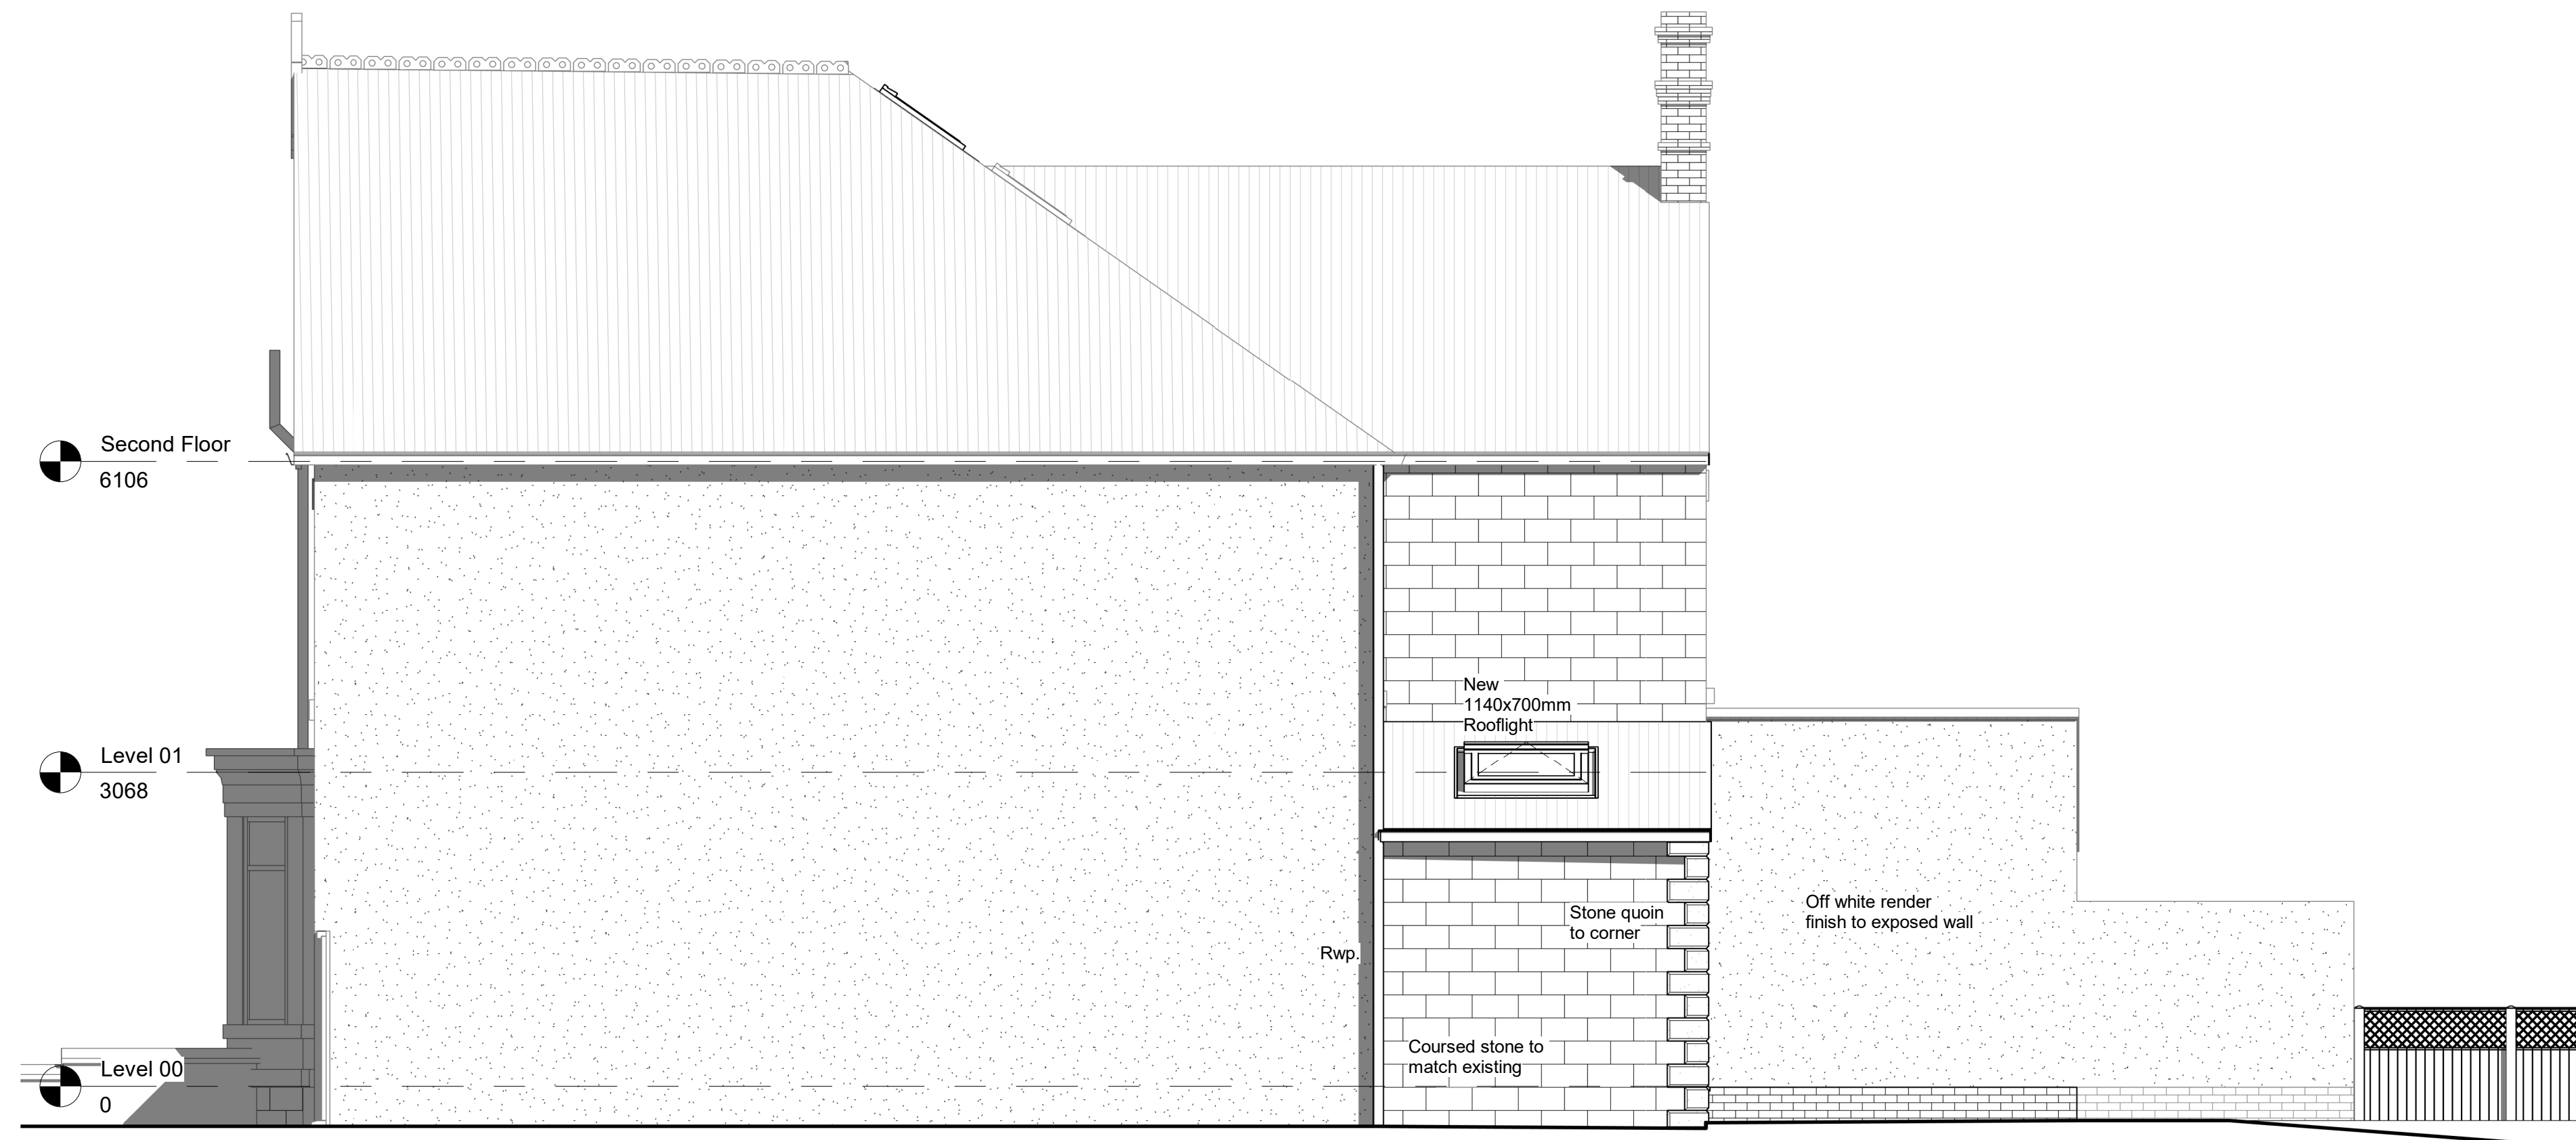 Second Floor
6106
New
1140x700mm
Rooflight
Level 01
3068
Stone quoin
to corner
Off white render
finish to exposed wall
Rwp.
Coursed stone to
match existing
Level 00
0